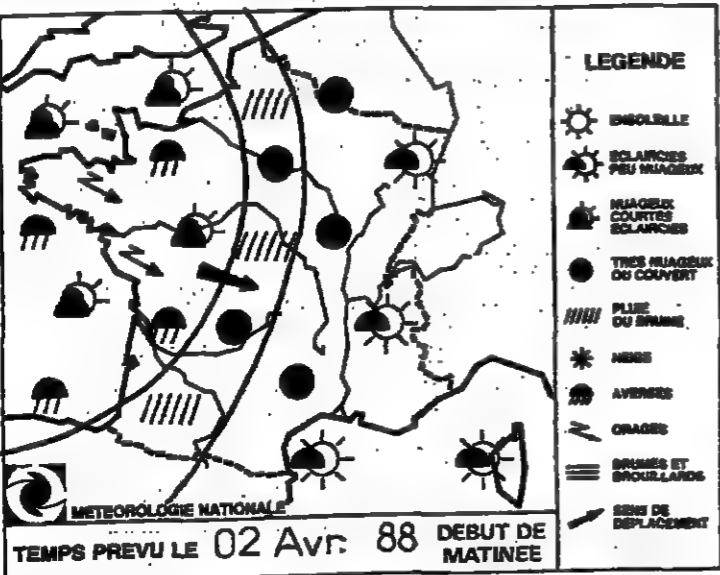 LEGENDE
ENSOLEILLE
ECLAIRCIES
PEU NUAGEUX
NUAGEUX
COURTES
ECLAIRCIES
TRES NUAGEUX
OU COUVERT
PLUIE
OU BRUINE
NEIGE
AVERSES
ORAGES
BRUMES ET
BROUILLARDS
SENS DE
DEPLACEMENT
METEOROLOGIE NATIONALE
TEMPS PREVU LE 02 Avr. 88 DEBUT DE
MATINEE